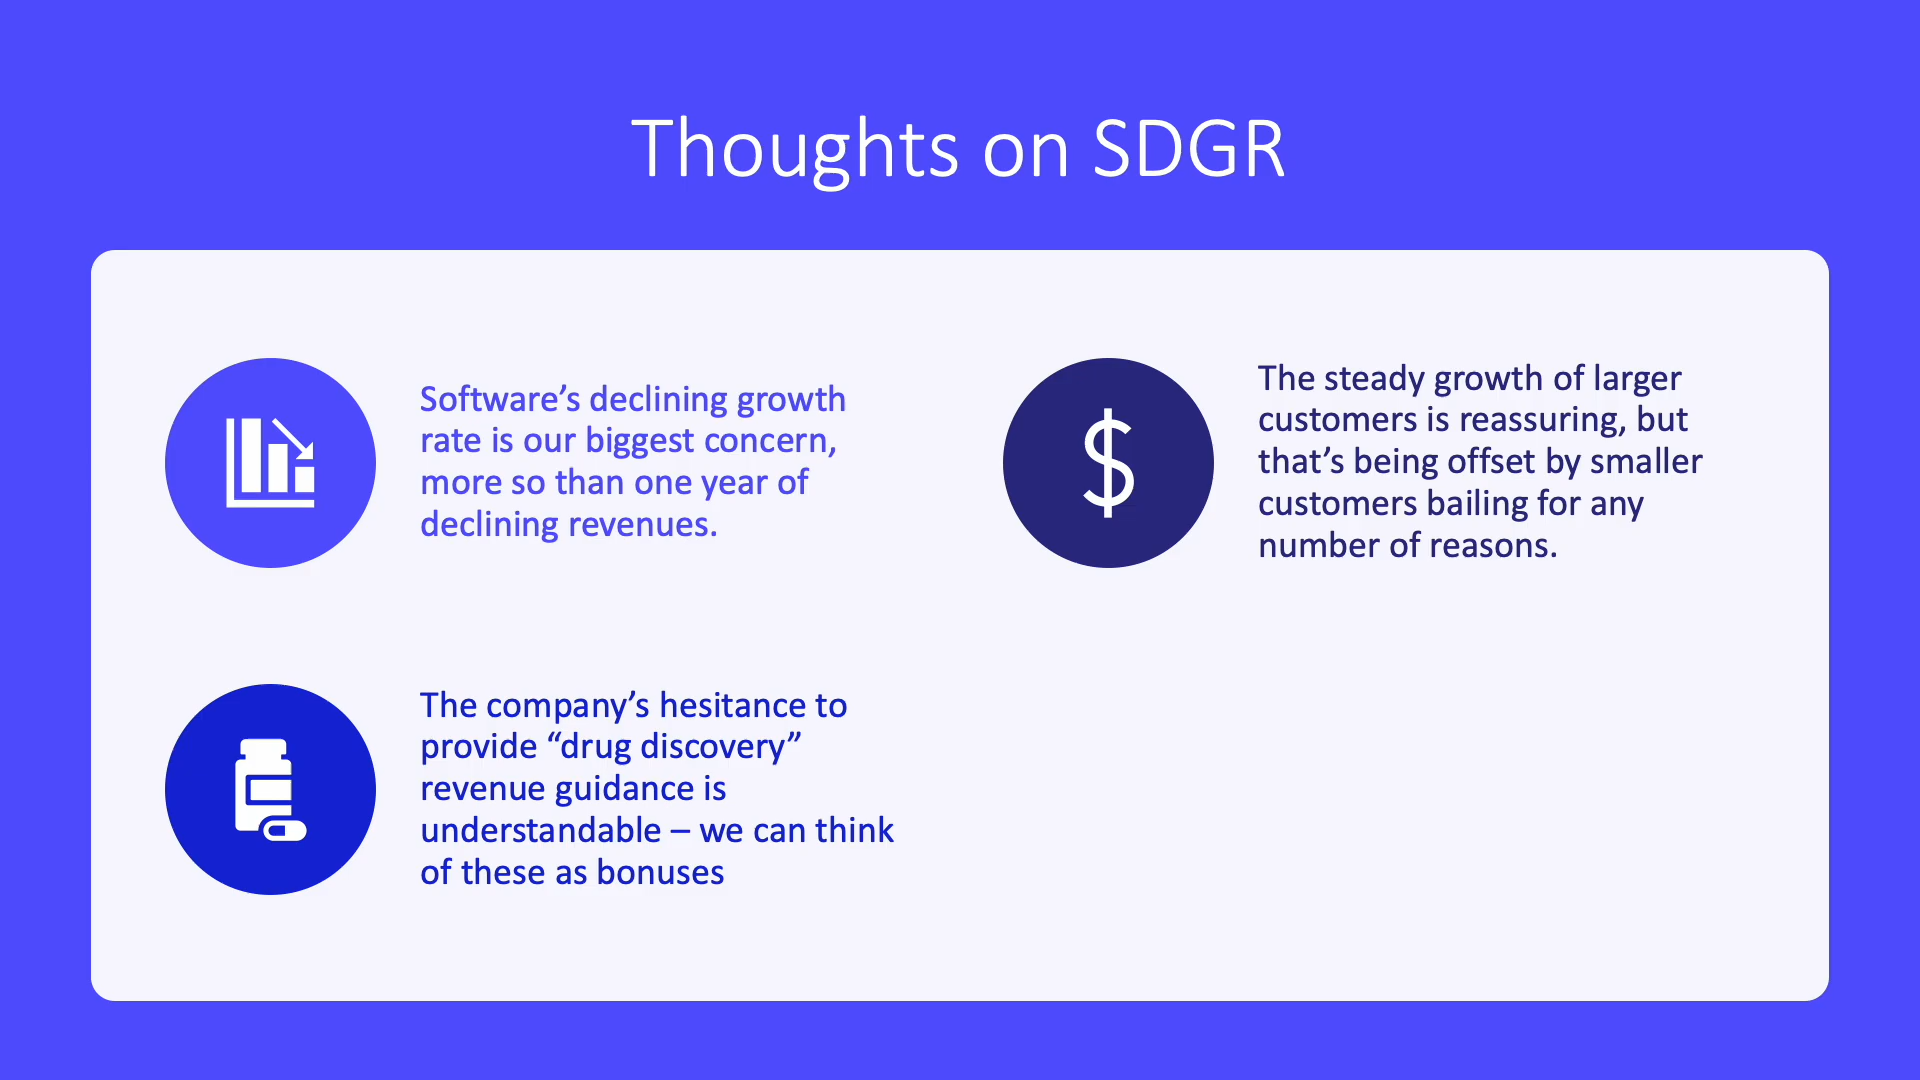 Thoughts on SDGR
Software’s declining growth
rate is our biggest concern,
more so than one year of
declining revenues.
The steady growth of larger
customers is reassuring, but
that’s being offset by smaller
customers bailing for any
number of reasons.
The company’s hesitance to
provide “drug discovery”
revenue guidance is
understandable – we can think
of these as bonuses